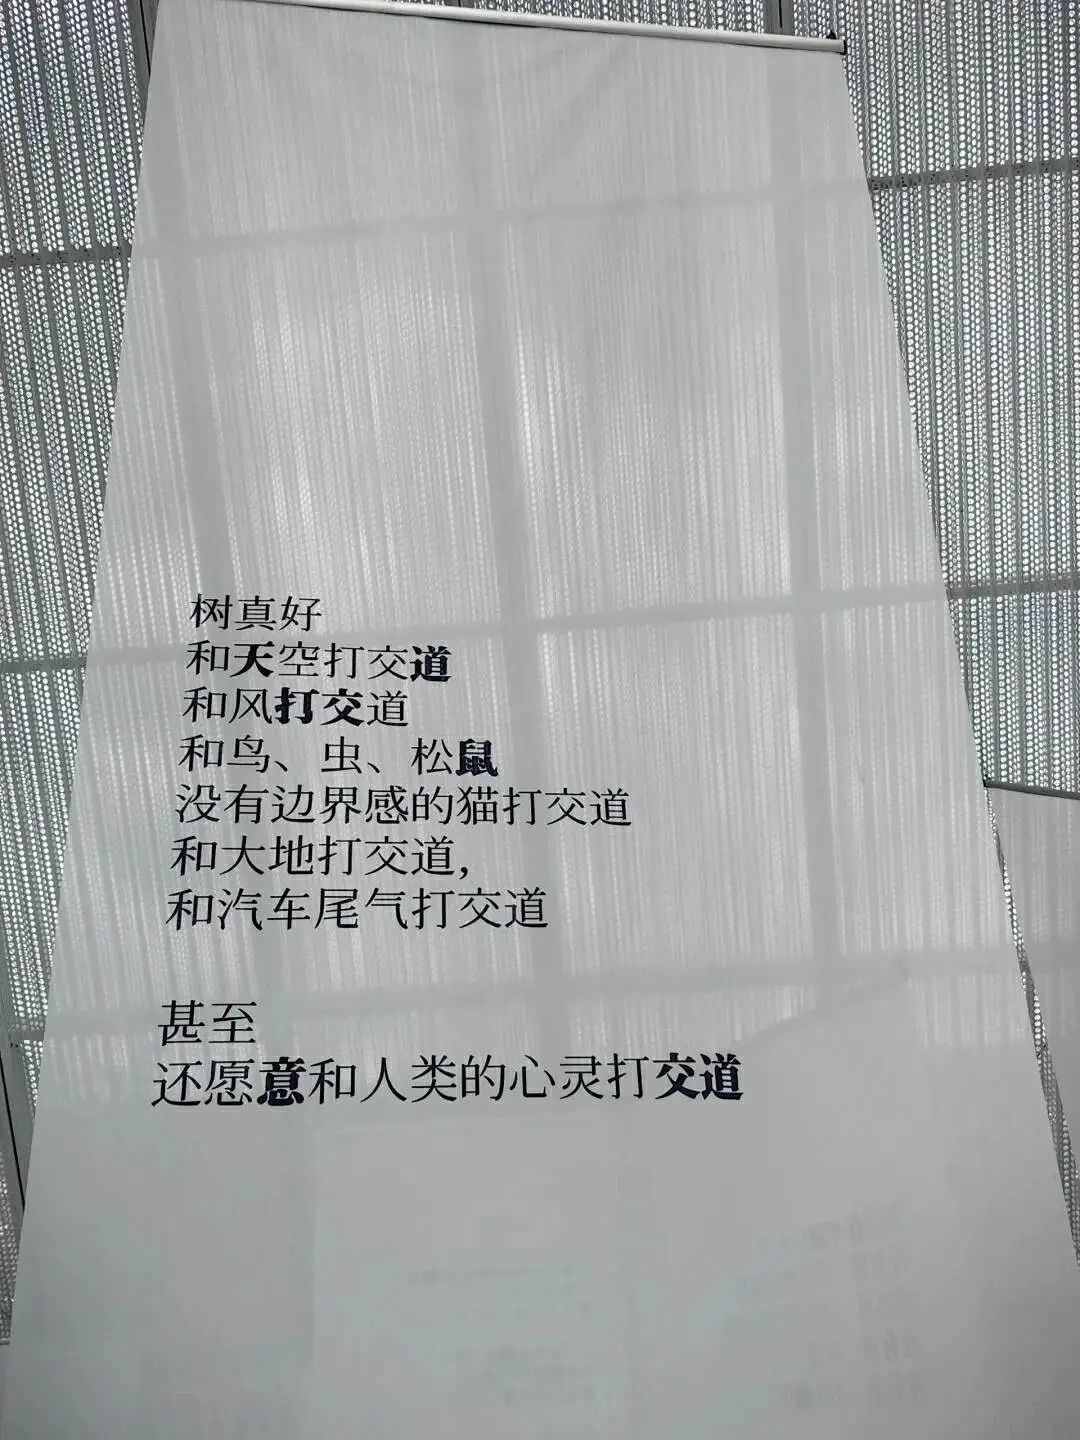 树真好
和天空打交道
和风打交道
和鸟、虫、松鼠
没有边界感的猫打交道
和大地打交道,
和汽车尾气打交道
甚至
还愿意和人类的心灵打交道